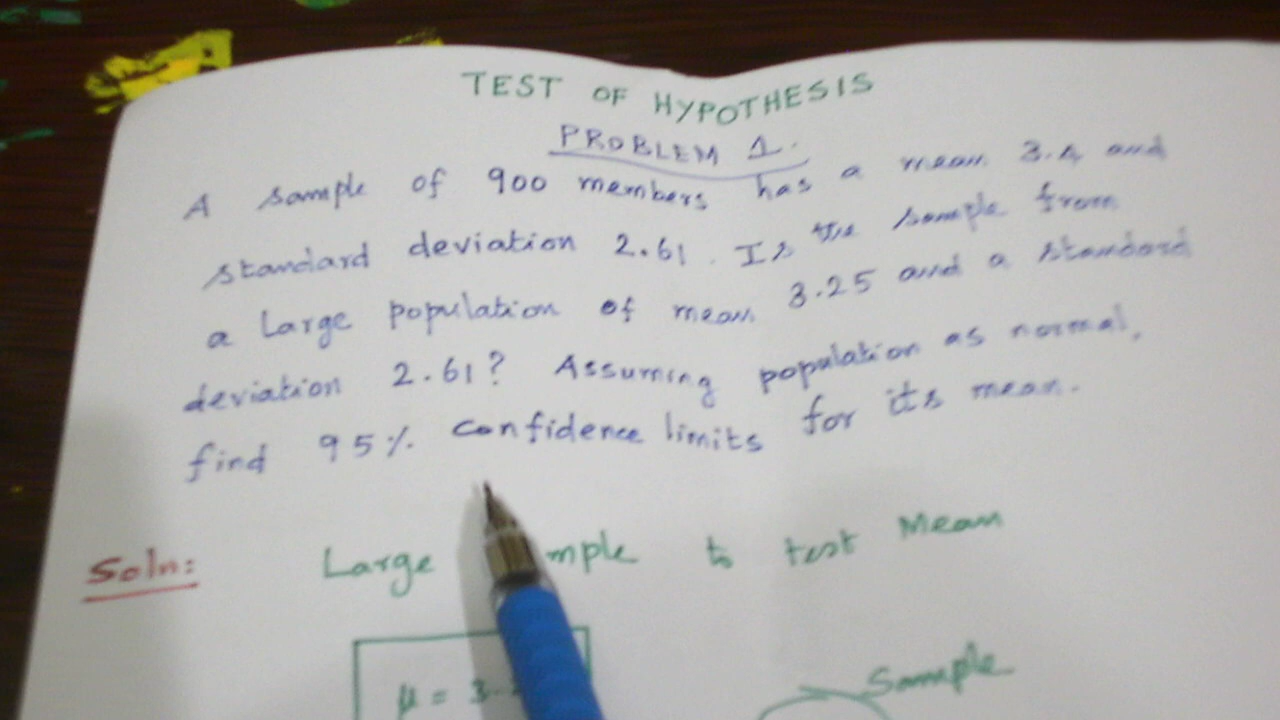 TEST OF HYPOTHESIS
PROBLEM 1.
A sample of 900 members has a mean 3.4 and
standard deviation 2.61. Is the sample from
a Large population of mean 3.25 and a standard
deviation 2.61? Assuming population as normal,
find 95% confidence limits for its mean.
Soln: Large mple to test Mean
μ = 3.
Sample